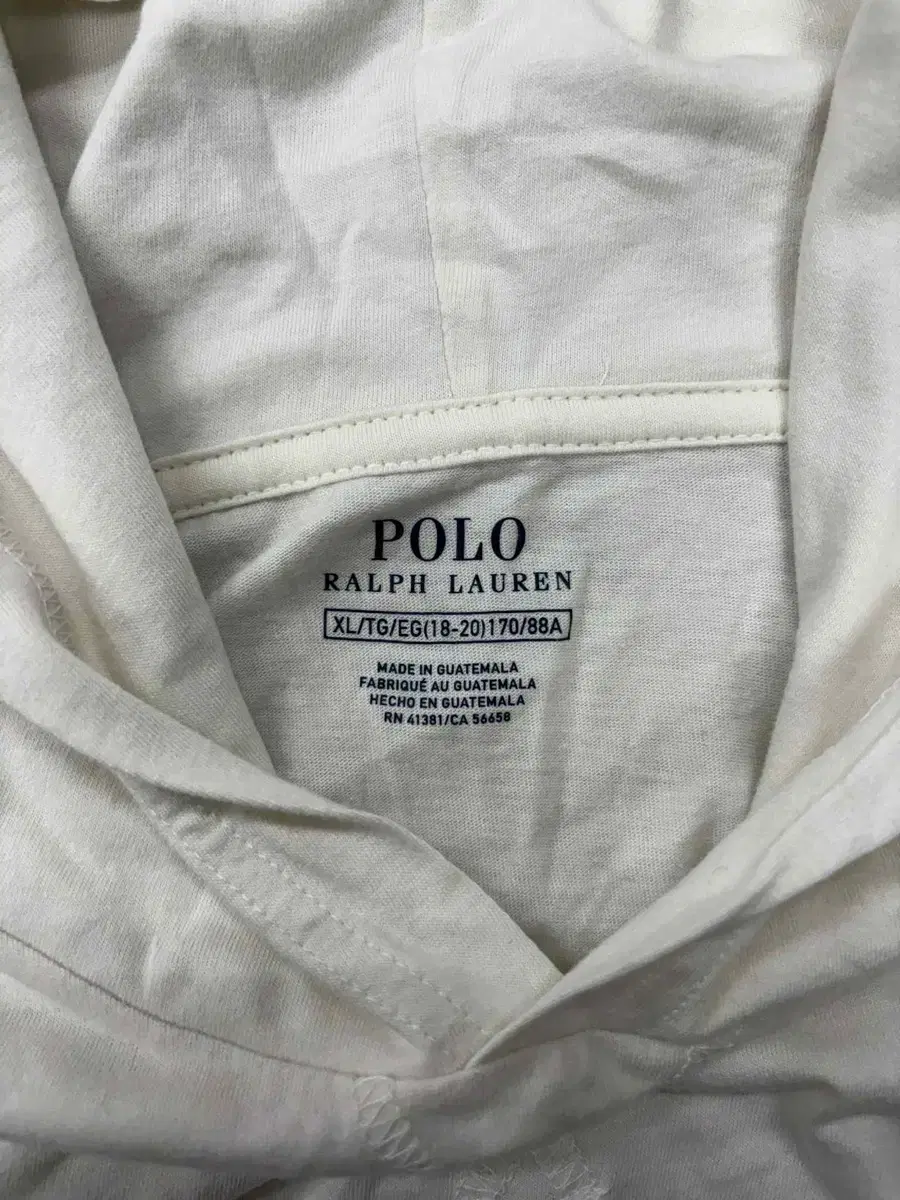 POLO
RALPH LAUREN
XL/TG/EG(18-20)170/88A
MADE IN GUATEMALA
FABRIQUÉ AU GUATEMALA
HECHO EN GUATEMALA
RN 41381/CA 56658